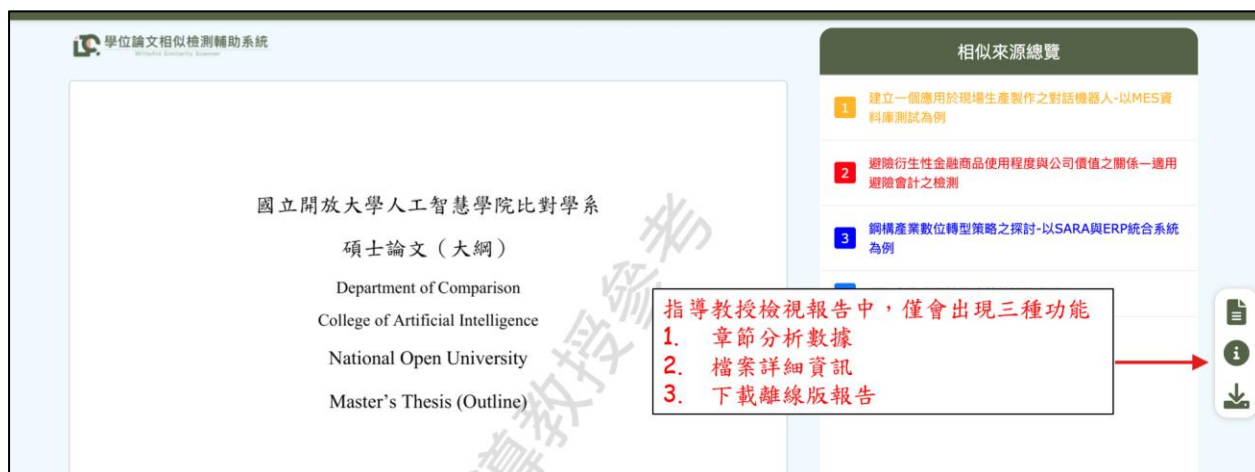 學位論文相似檢測輔助系統
相似來源總覽
1
建立一個應用於現場生產製作之對話機器人-以MES資
料庫測試為例
2
避險衍生性金融商品使用程度與公司價值之關係—適用
避險會計之檢測
3
鋼構產業數位轉型策略之探討-以SARA與ERP統合系統
為例
國立開放大學人工智慧學院比對學系
碩士論文（大綱）
Department of Comparison
College of Artificial Intelligence
National Open University
Master's Thesis (Outline)
導教授參考
指導教授檢視報告中，僅會出現三種功能
1. 章節分析數據
2. 檔案詳細資訊
3. 下載離線版報告